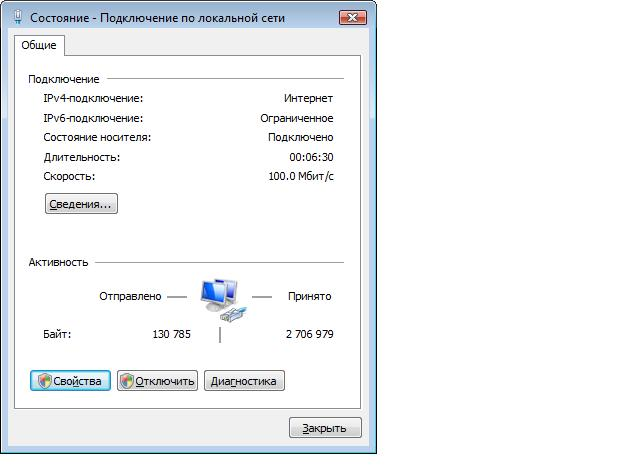 Состояние - Подключение по локальной сети
Общие
Подключение
IPv4-подключение: Интернет
IPv6-подключение: Ограниченное
Состояние носителя: Подключено
Длительность: 00:06:30
Скорость: 100.0 Мбит/с
Сведения...
Активность
Отправлено Принято
Байт: 130 785 2 706 979
Свойства Отключить Диагностика
Закрыть